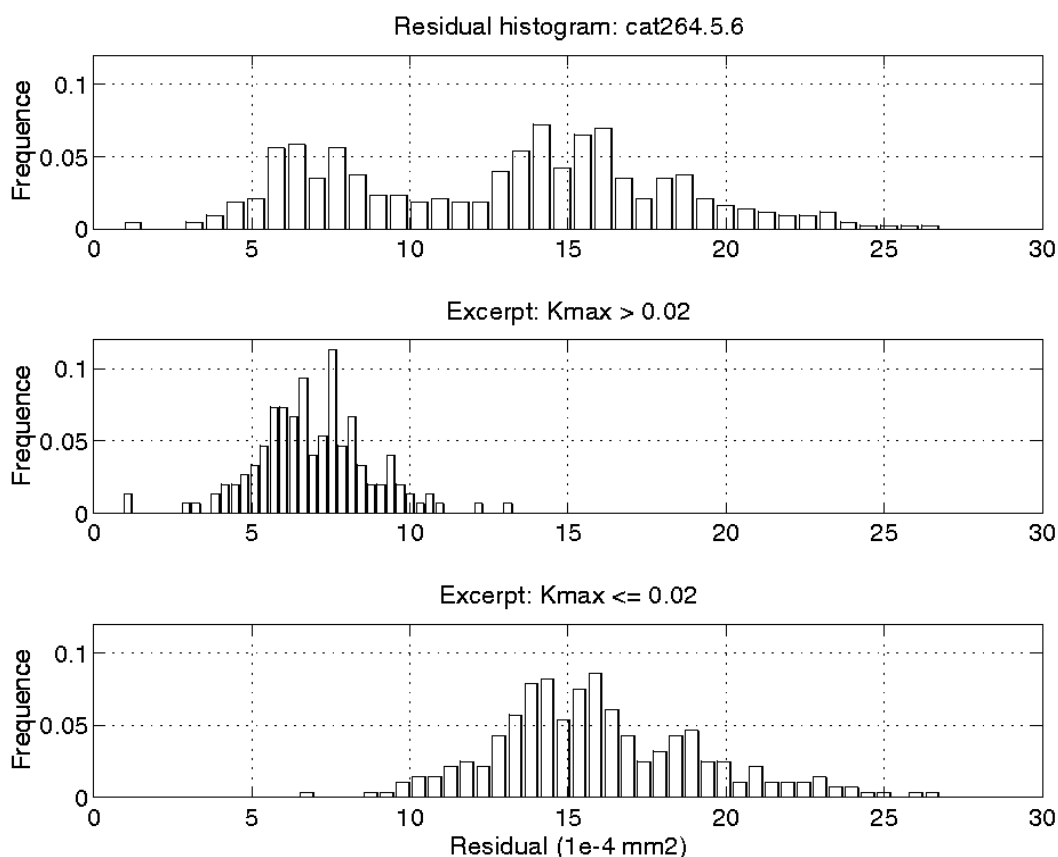 Residual histogram: cat264.5.6
Frequence
0.1
0.05
0
0 5 10 15 20 25 30
Excerpt: Kmax > 0.02
Frequence
0.1
0.05
0
0 5 10 15 20 25 30
Excerpt: Kmax <= 0.02
Frequence
0.1
0.05
0
0 5 10 15 20 25 30
Residual (1e-4 mm2)